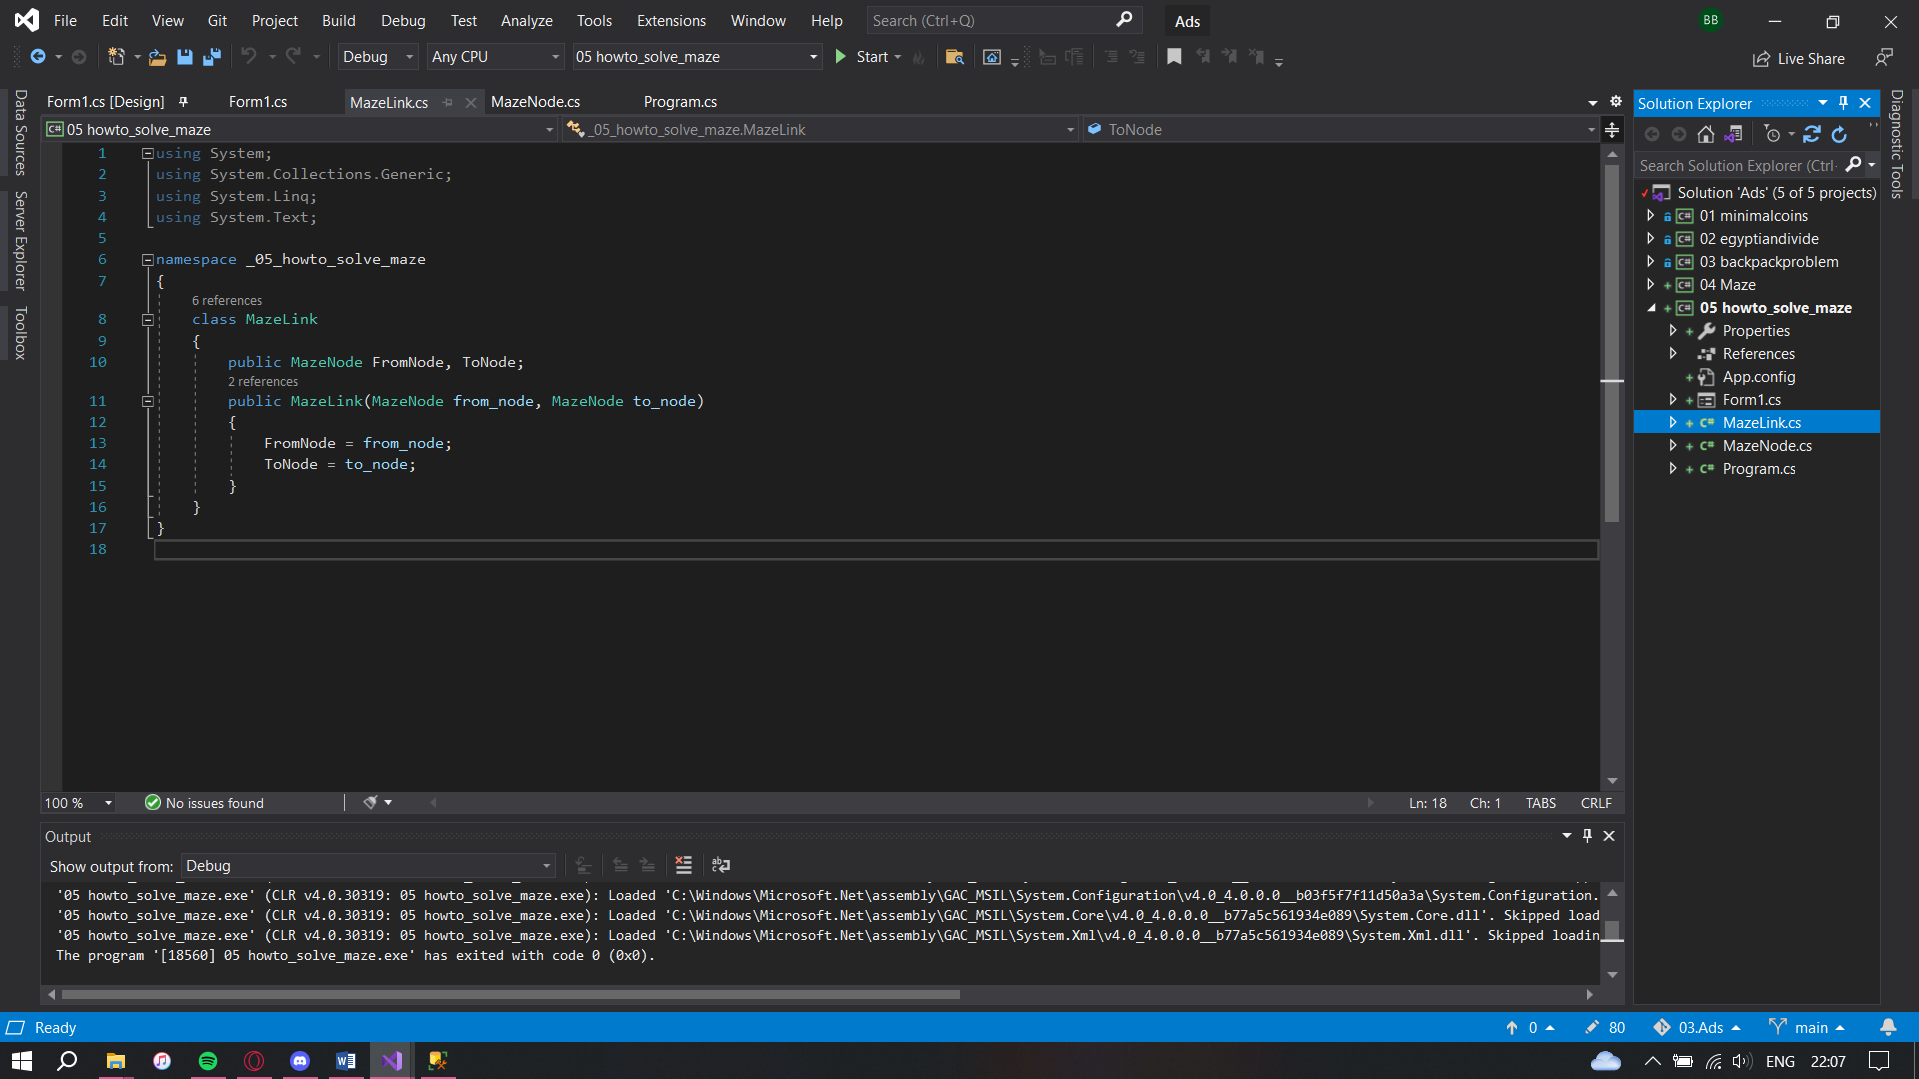 File Edit View Git Project Build Debug Test Analyze Tools Extensions Window Help Search (Ctrl+Q) Ads BB
Debug Any CPU 05 howto_solve_maze Start Live Share
Data Sources
Server Explorer
Toolbox
Form1.cs [Design] Form1.cs MazeLink.cs MazeNode.cs Program.cs
C# 05 howto_solve_maze _05_howto_solve_maze.MazeLink ToNode
1 using System;
2 using System.Collections.Generic;
3 using System.Linq;
4 using System.Text;
5
6 namespace _05_howto_solve_maze
7 {
6 references
8 class MazeLink
9 {
10 public MazeNode FromNode, ToNode;
2 references
11 public MazeLink(MazeNode from_node, MazeNode to_node)
12 {
13 FromNode = from_node;
14 ToNode = to_node;
15 }
16 }
17 }
18
100 % No issues found Ln: 18 Ch: 1 TABS CRLF
Output
Show output from: Debug
'05 howto_solve_maze.exe' (CLR v4.0.30319: 05 howto_solve_maze.exe): Loaded 'C:\Windows\Microsoft.Net\assembly\GAC_MSIL\System.Configuration\v4.0_4.0.0.0__b03f5f7f11d50a3a\System.Configuration.
'05 howto_solve_maze.exe' (CLR v4.0.30319: 05 howto_solve_maze.exe): Loaded 'C:\Windows\Microsoft.Net\assembly\GAC_MSIL\System.Core\v4.0_4.0.0.0__b77a5c561934e089\System.Core.dll'. Skipped load
'05 howto_solve_maze.exe' (CLR v4.0.30319: 05 howto_solve_maze.exe): Loaded 'C:\Windows\Microsoft.Net\assembly\GAC_MSIL\System.Xml\v4.0_4.0.0.0__b77a5c561934e089\System.Xml.dll'. Skipped loadin
The program '[18560] 05 howto_solve_maze.exe' has exited with code 0 (0x0).
Solution Explorer
Search Solution Explorer (Ctrl
Solution 'Ads' (5 of 5 projects)
C# 01 minimalcoins
C# 02 egyptiandivide
C# 03 backpackproblem
C# 04 Maze
C# 05 howto_solve_maze
Properties
References
App.config
Form1.cs
C# MazeLink.cs
C# MazeNode.cs
C# Program.cs
Diagnostic Tools
Ready 0 80 03.Ads main
ENG 22:07